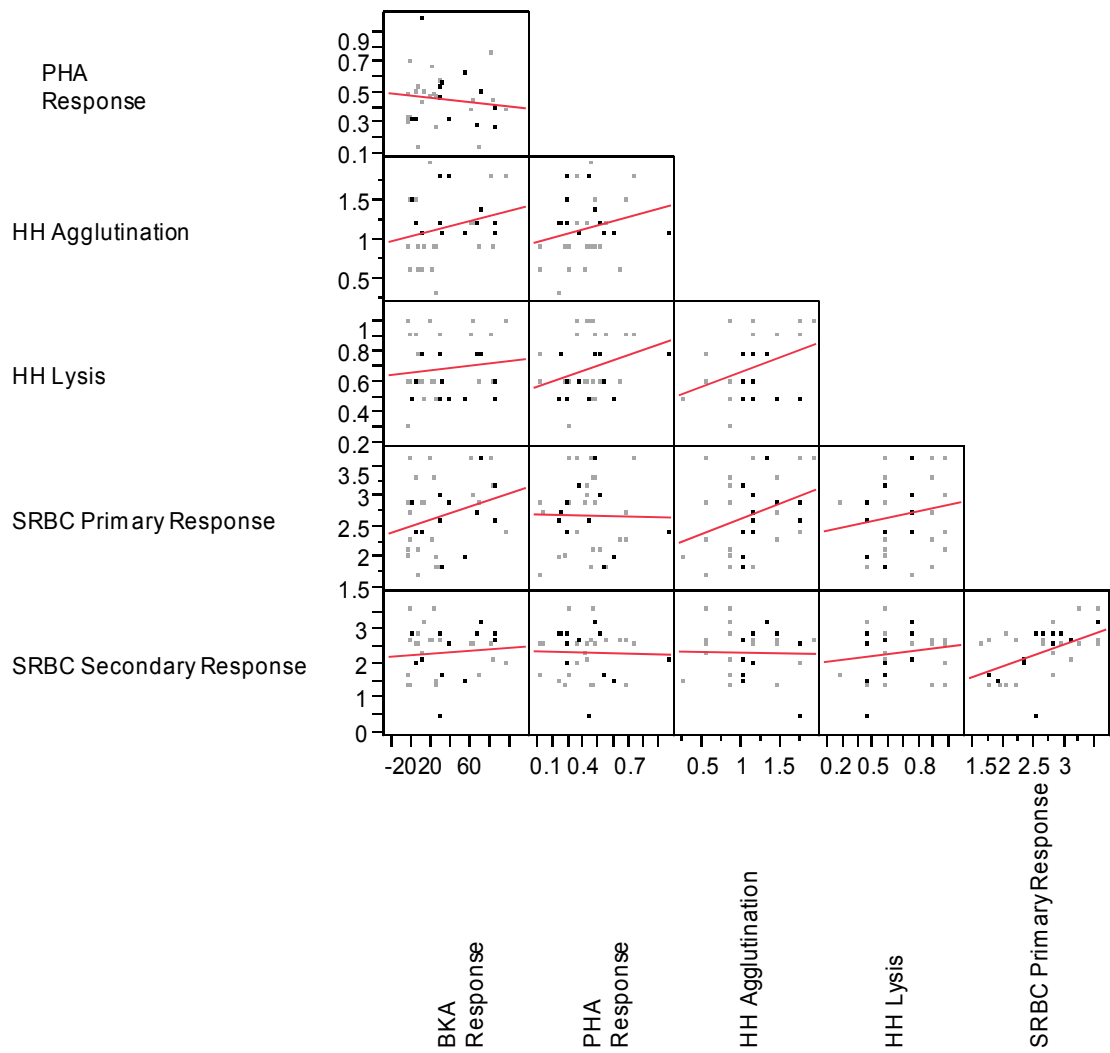 PHA
Response
0.9
0.7
0.5
0.3
0.1
HH Agglutination
1.5
1
0.5
HH Lysis
1
0.8
0.6
0.4
0.2
SRBC Primary Response
3.5
3
2.5
2
1.5
SRBC Secondary Response
3
2
1
0
-20 20 60
0.1 0.4 0.7
0.5 1 1.5
0.2 0.5 0.8
1.5 2 2.5 3
BKA
Response
PHA
Response
HH Agglutination
HH Lysis
SRBC Primary Response